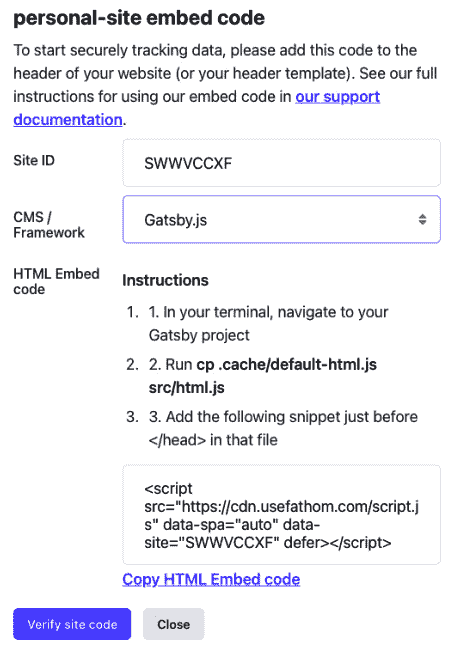 personal-site embed code
To start securely tracking data, please add this code to the
header of your website (or your header template). See our full
instructions for using our embed code in our support
documentation.
Site ID
SWWVCCXF
CMS /
Framework
Gatsby.js
HTML Embed
code
Instructions
1. 1. In your terminal, navigate to your
Gatsby project
2. 2. Run cp .cache/default-html.js
src/html.js
3. 3. Add the following snippet just before
</head> in that file
<script
src="https://cdn.usefathom.com/script.j
s" data-spa="auto" data-
site="SWWVCCXF" defer></script>
Copy HTML Embed code
Verify site code
Close